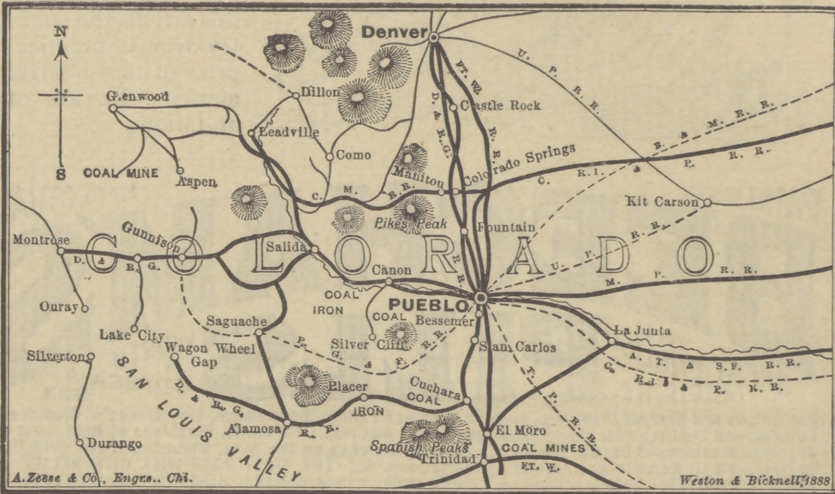 N
S
Denver
Glenwood
Dillon
Leadville
Castle Rock
Como
COAL MINE
Aspen
Manitou
Colorado Springs
FT. W. R. R.
D. & R. G. R. R.
U. P. R. R.
B & M. R. R.
C. R. I. & P. R. R.
C. M. R. R.
Kit Carson
Pikes Peak
Fountain
Montrose
Gunnison
COLORADO
Salida
D. & R. G.
U. P. R. R.
M. P. R. R.
Canon
COAL
IRON
PUEBLO
Ouray
Lake City
Saguache
COAL
Bessemer
Silver Cliff
P. G. & F. R. R.
San Carlos
La Junta
A. T. & S. F. R. R.
C. R. I. & P. R. R.
Silverton
Wagon Wheel Gap
D. & R. G. R. R.
SAN LOUIS VALLEY
Placer
IRON
Cuchara
COAL
P. P. R. R.
Durango
Alamosa
Spanish Peaks
El Moro
COAL MINES
Trinidad
FT. W.
A. Zeese & Co., Engrs., Chi.
Weston & Bicknell, 1888